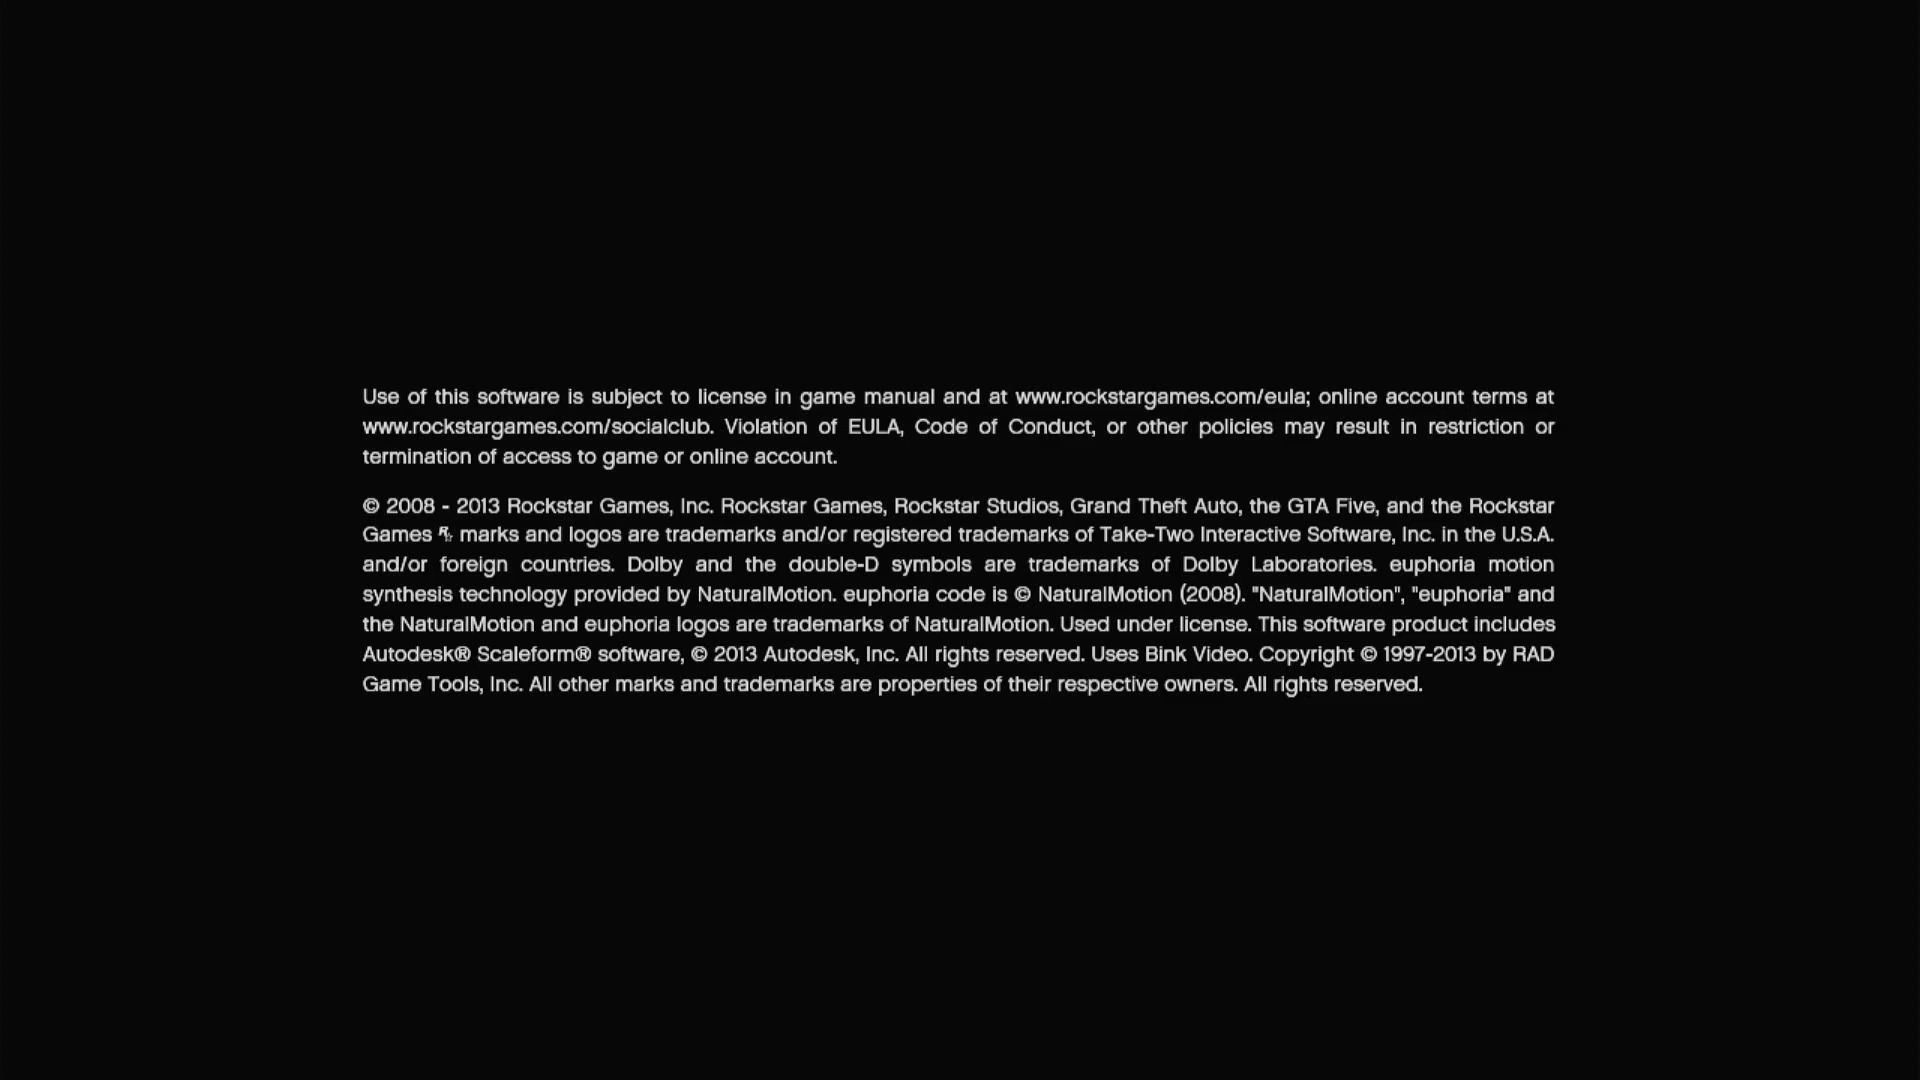 Use of this software is subject to license in game manual and at www.rockstargames.com/eula; online account terms at
www.rockstargames.com/socialclub. Violation of EULA, Code of Conduct, or other policies may result in restriction or
termination of access to game or online account.
© 2008 - 2013 Rockstar Games, Inc. Rockstar Games, Rockstar Studios, Grand Theft Auto, the GTA Five, and the Rockstar
Games R* marks and logos are trademarks and/or registered trademarks of Take-Two Interactive Software, Inc. in the U.S.A.
and/or foreign countries. Dolby and the double-D symbols are trademarks of Dolby Laboratories. euphoria motion
synthesis technology provided by NaturalMotion. euphoria code is © NaturalMotion (2008). "NaturalMotion", "euphoria" and
the NaturalMotion and euphoria logos are trademarks of NaturalMotion. Used under license. This software product includes
Autodesk® Scaleform® software, © 2013 Autodesk, Inc. All rights reserved. Uses Bink Video. Copyright © 1997-2013 by RAD
Game Tools, Inc. All other marks and trademarks are properties of their respective owners. All rights reserved.